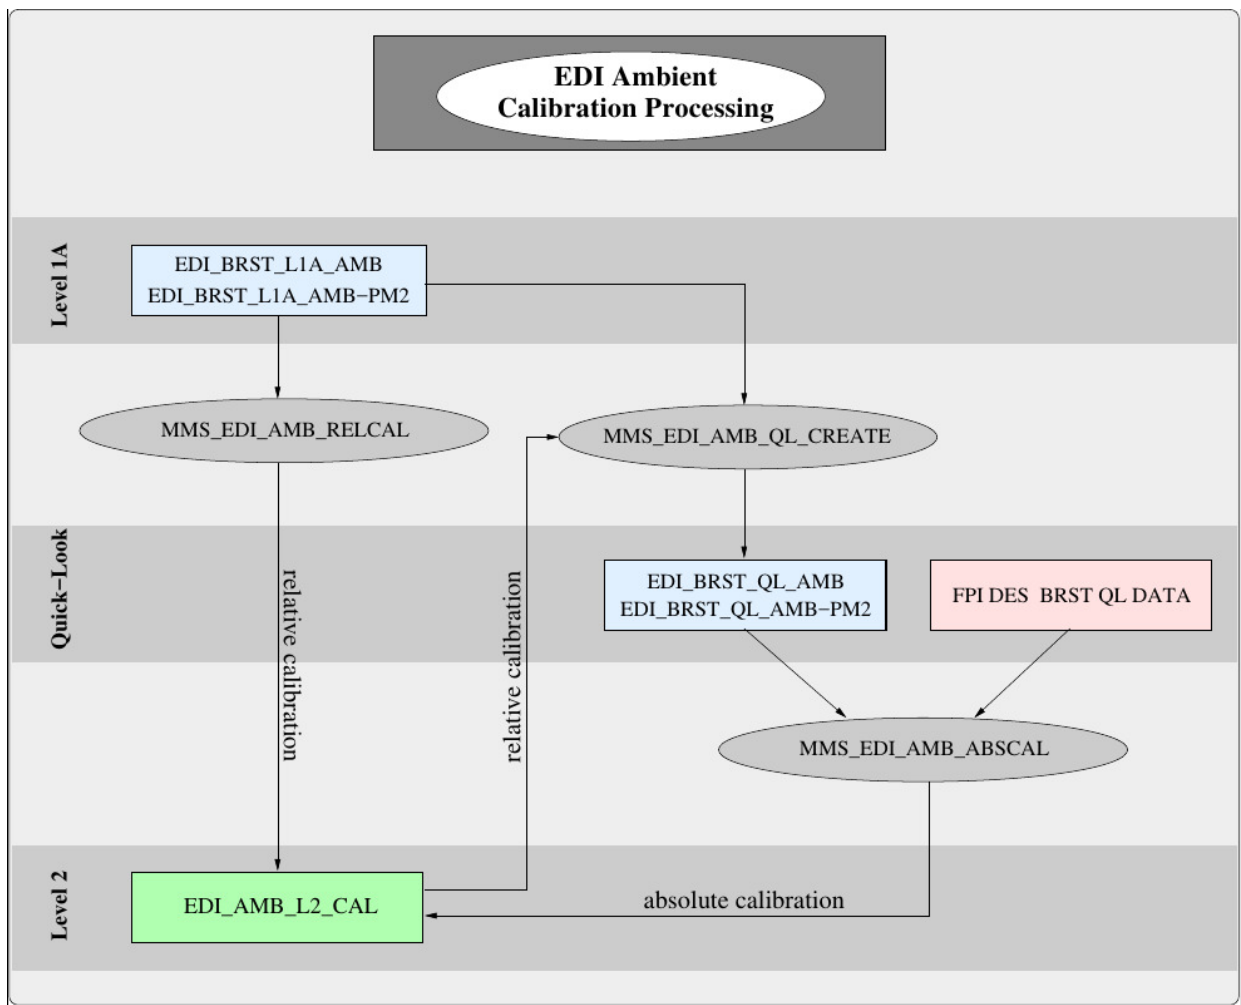 EDI Ambient
Calibration Processing
Level 1A
EDI_BRST_L1A_AMB
EDI_BRST_L1A_AMB−PM2
MMS_EDI_AMB_RELCAL
MMS_EDI_AMB_QL_CREATE
Quick−Look
relative calibration
relative calibration
EDI_BRST_QL_AMB
EDI_BRST_QL_AMB−PM2
FPI DES BRST QL DATA
MMS_EDI_AMB_ABSCAL
Level 2
EDI_AMB_L2_CAL
absolute calibration